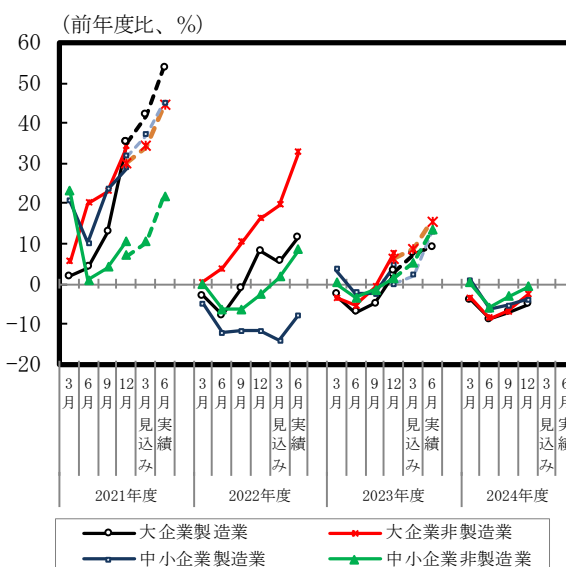 (前年度比、%)
60
50
40
30
20
10
0
−10
−20
3月 6月 9月 12月 3月見込み 6月実績 3月 6月 9月 12月 3月見込み 6月実績 3月 6月 9月 12月 3月見込み 6月実績 3月 6月 9月 12月 3月見込み 6月実績
2021年度 2022年度 2023年度 2024年度
大企業製造業 大企業非製造業
中小企業製造業 中小企業非製造業